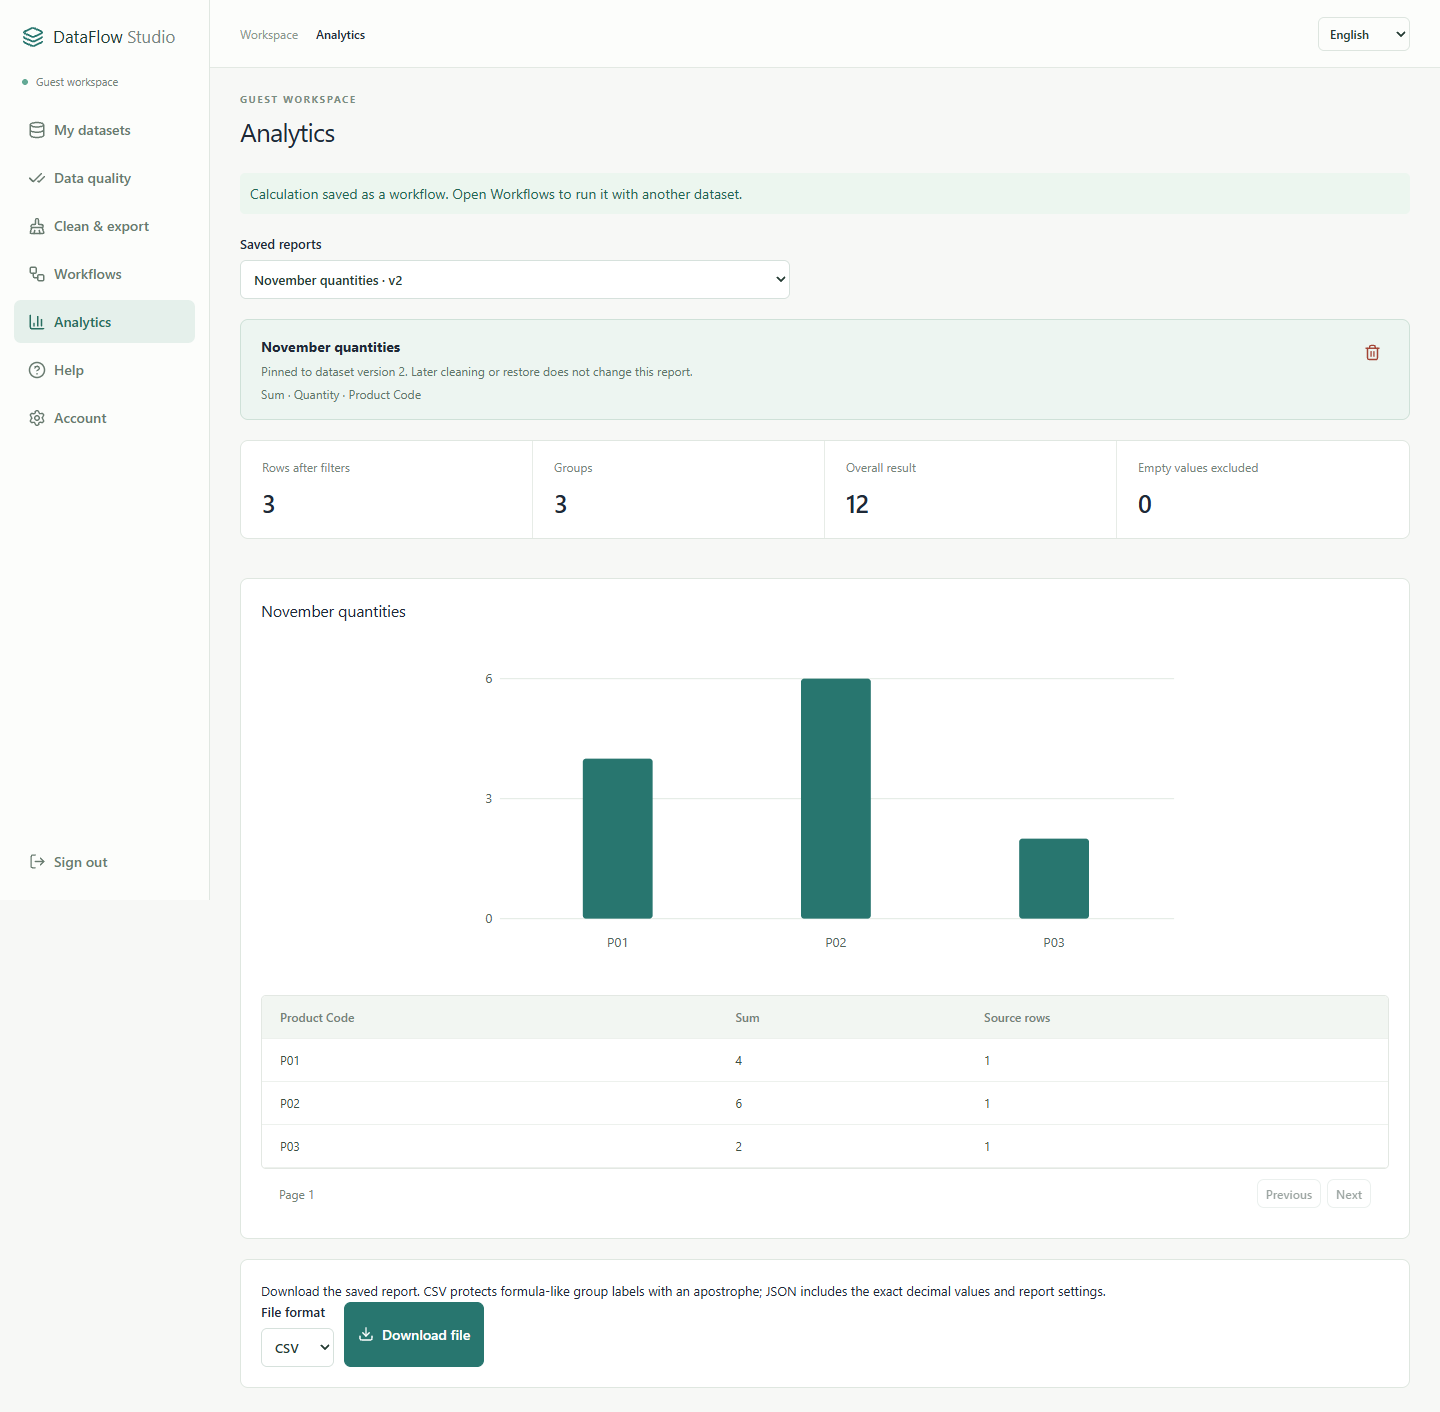 DataFlow Studio
Guest workspace
My datasets
Data quality
Clean & export
Workflows
Analytics
Help
Account
Sign out
Workspace Analytics
English
GUEST WORKSPACE
Analytics
Calculation saved as a workflow. Open Workflows to run it with another dataset.
Saved reports
November quantities · v2
November quantities
Pinned to dataset version 2. Later cleaning or restore does not change this report.
Sum · Quantity · Product Code
Rows after filters Groups Overall result Empty values excluded
3 3 12 0
November quantities
6
3
0
P01 P02 P03
Product Code Sum Source rows
P01 4 1
P02 6 1
P03 2 1
Page 1 Previous Next
Download the saved report. CSV protects formula-like group labels with an apostrophe; JSON includes the exact decimal values and report settings.
File format
CSV Download file